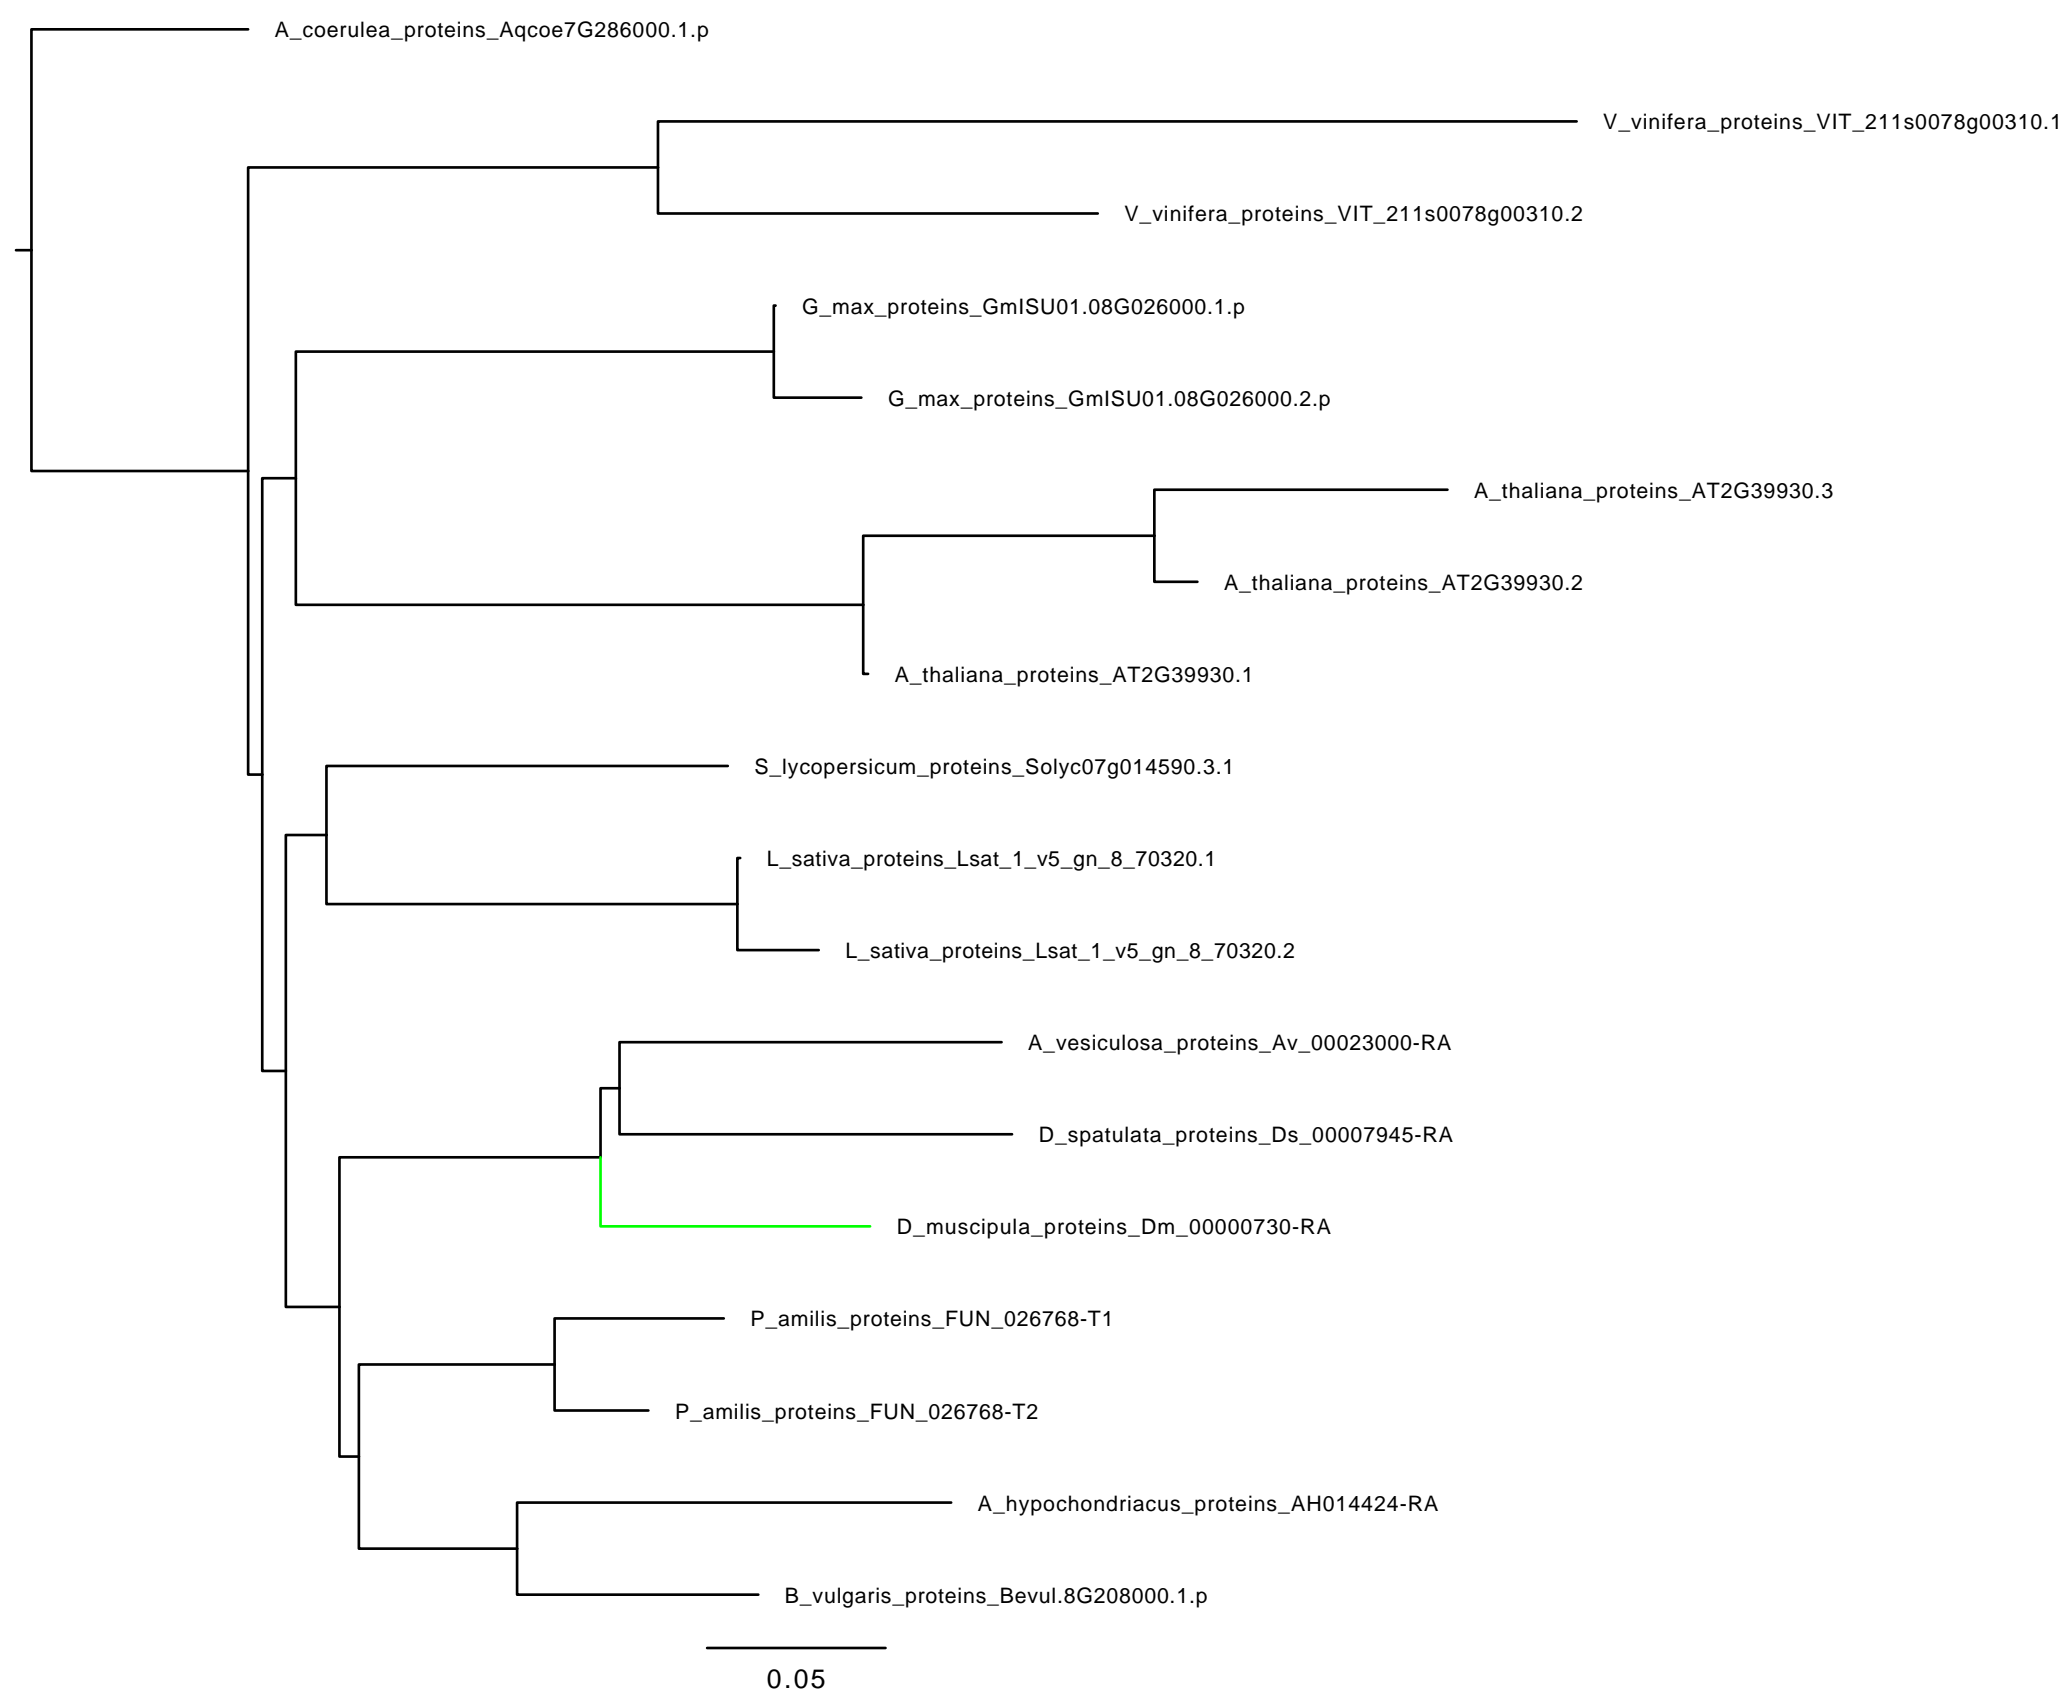 A_coerulea_proteins_Aqcoe7G286000.1.p
V_vinifera_proteins_VIT_211s0078g00310.1
V_vinifera_proteins_VIT_211s0078g00310.2
G_max_proteins_GmISU01.08G026000.1.p
G_max_proteins_GmISU01.08G026000.2.p
A_thaliana_proteins_AT2G39930.3
A_thaliana_proteins_AT2G39930.2
A_thaliana_proteins_AT2G39930.1
S_lycopersicum_proteins_Solyc07g014590.3.1
L_sativa_proteins_Lsat_1_v5_gn_8_70320.1
L_sativa_proteins_Lsat_1_v5_gn_8_70320.2
A_vesiculosa_proteins_Av_00023000-RA
D_spatulata_proteins_Ds_00007945-RA
D_muscipula_proteins_Dm_00000730-RA
P_amilis_proteins_FUN_026768-T1
P_amilis_proteins_FUN_026768-T2
A_hypochondriacus_proteins_AH014424-RA
B_vulgaris_proteins_Bevul.8G208000.1.p
0.05